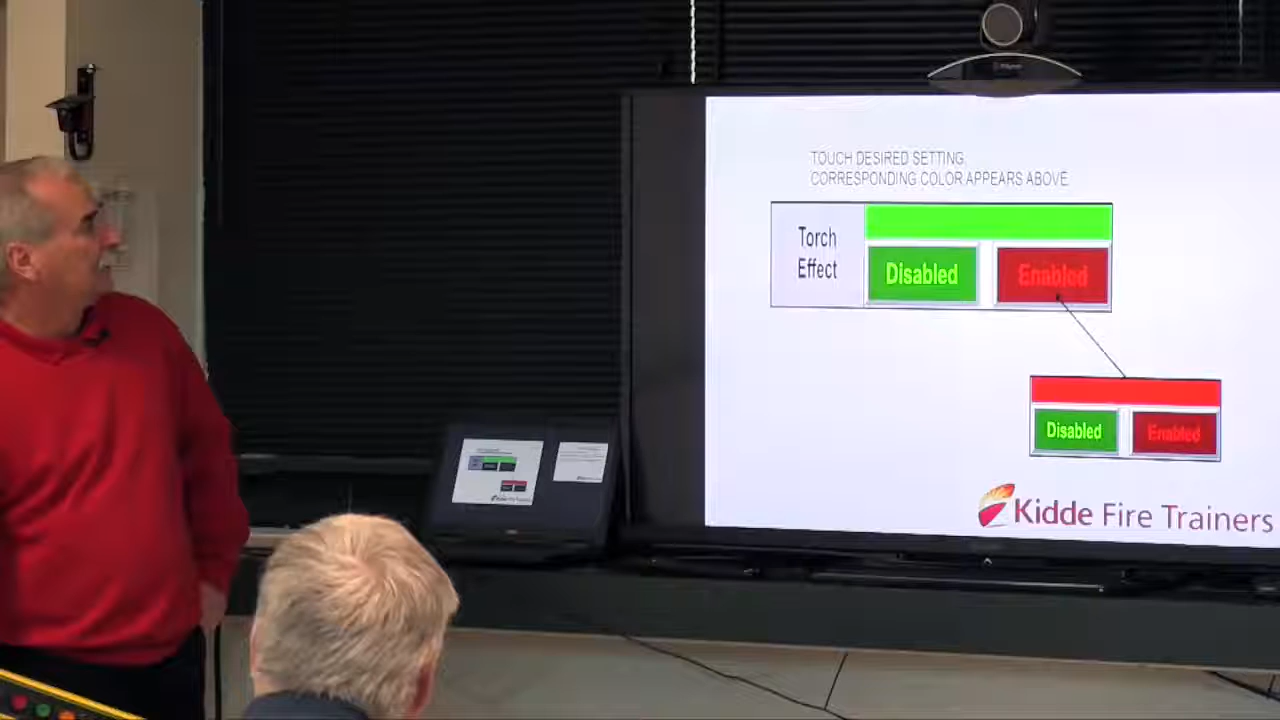 TOUCH DESIRED SETTING
CORRESPONDING COLOR APPEARS ABOVE
Torch
Effect
Disabled
Enabled
Disabled
Enabled
Kidde Fire Trainers